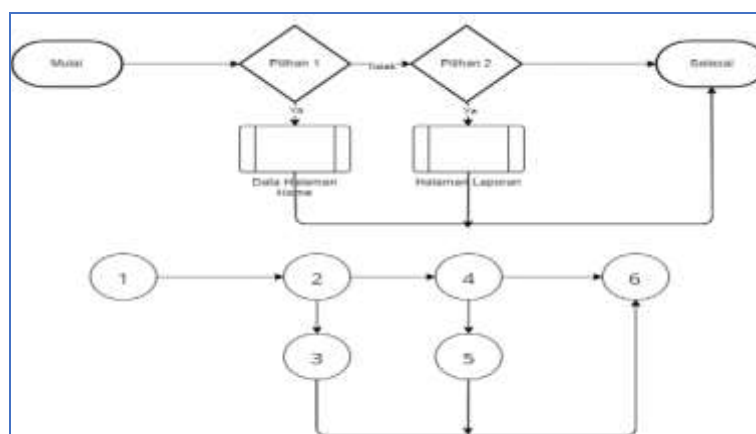 Mulai
Pilihan 1
Tidak
Pilihan 2
Selesai
Ya
Ya
Data Halaman
Home
Halaman Laporan
1
2
4
6
3
5